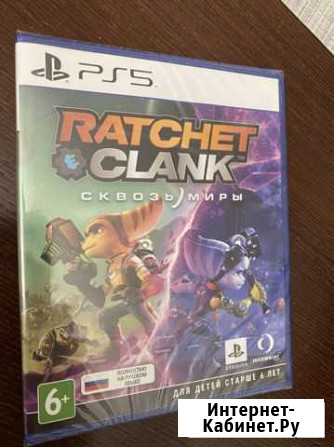 PS5
RATCHET
CLANK
СКВОЗЬ МИРЫ
ПОЛНОСТЬЮ
НА РУССКОМ
ЯЗЫКЕ
6+
ДЛЯ ДЕТЕЙ СТАРШЕ 6 ЛЕТ
Интернет-
Кабинет.Ру